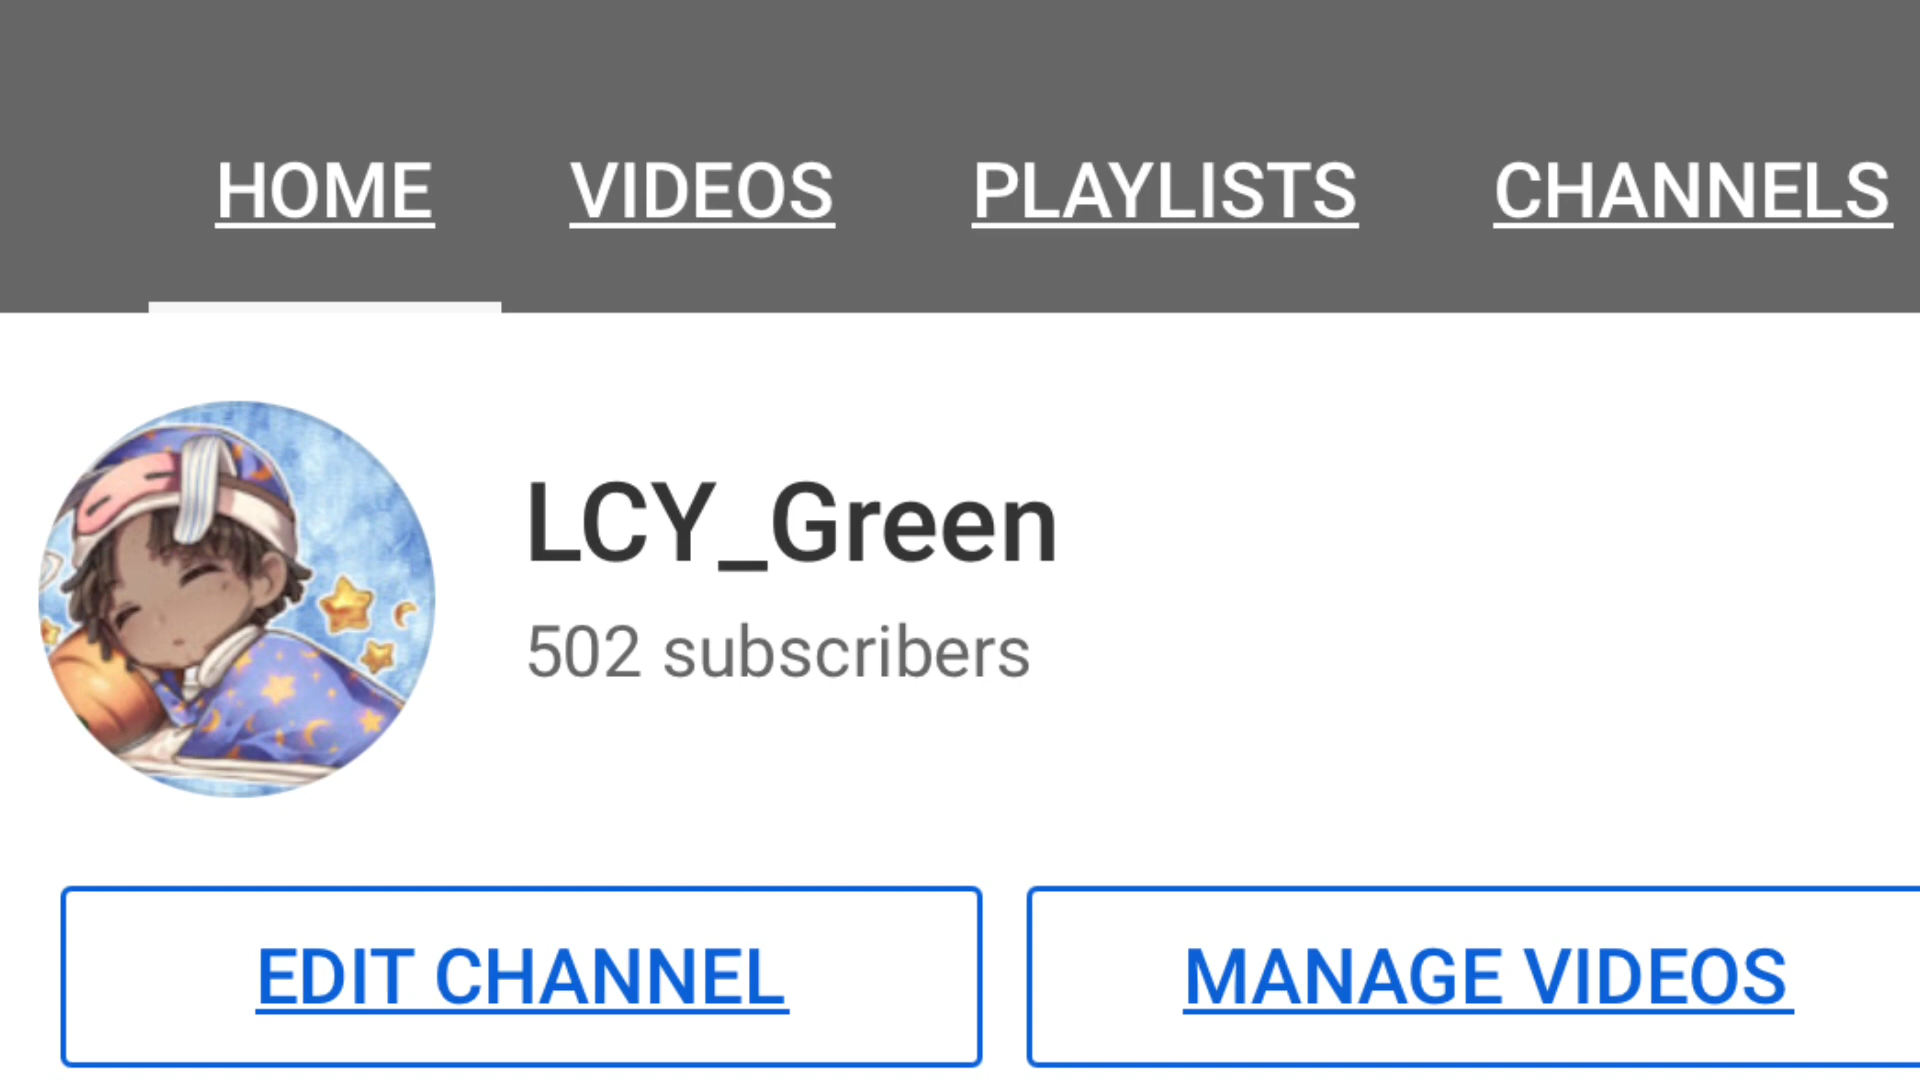 HOME VIDEOS PLAYLISTS CHANNELS
LCY_Green
502 subscribers
EDIT CHANNEL MANAGE VIDEOS